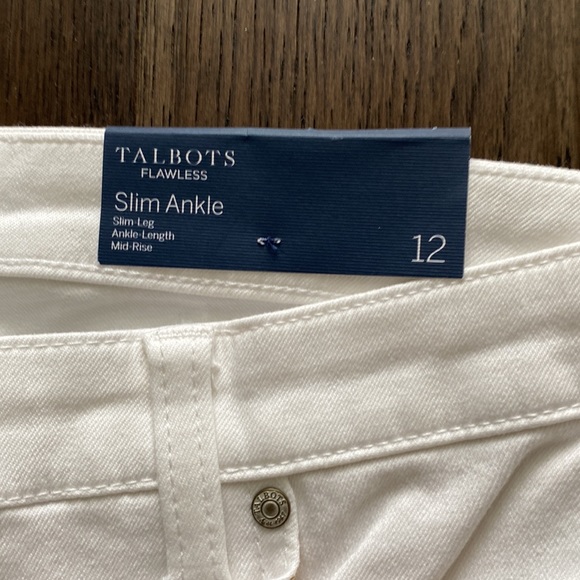 TALBOTS
FLAWLESS
Slim Ankle
Slim-Leg
Ankle-Length
Mid-Rise
12
TALBOTS